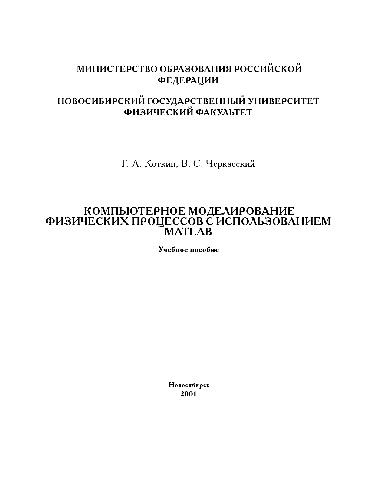 МИНИСТЕРСТВО ОБРАЗОВАНИЯ РОССИЙСКОЙ
ФЕДЕРАЦИИ
НОВОСИБИРСКИЙ ГОСУДАРСТВЕННЫЙ УНИВЕРСИТЕТ
ФИЗИЧЕСКИЙ ФАКУЛЬТЕТ
Г. А. Коткин, В. С. Черкасский
КОМПЬЮТЕРНОЕ МОДЕЛИРОВАНИЕ
ФИЗИЧЕСКИХ ПРОЦЕССОВ С ИСПОЛЬЗОВАНИЕМ
MATLAB
Учебное пособие
Новосибирск
2001